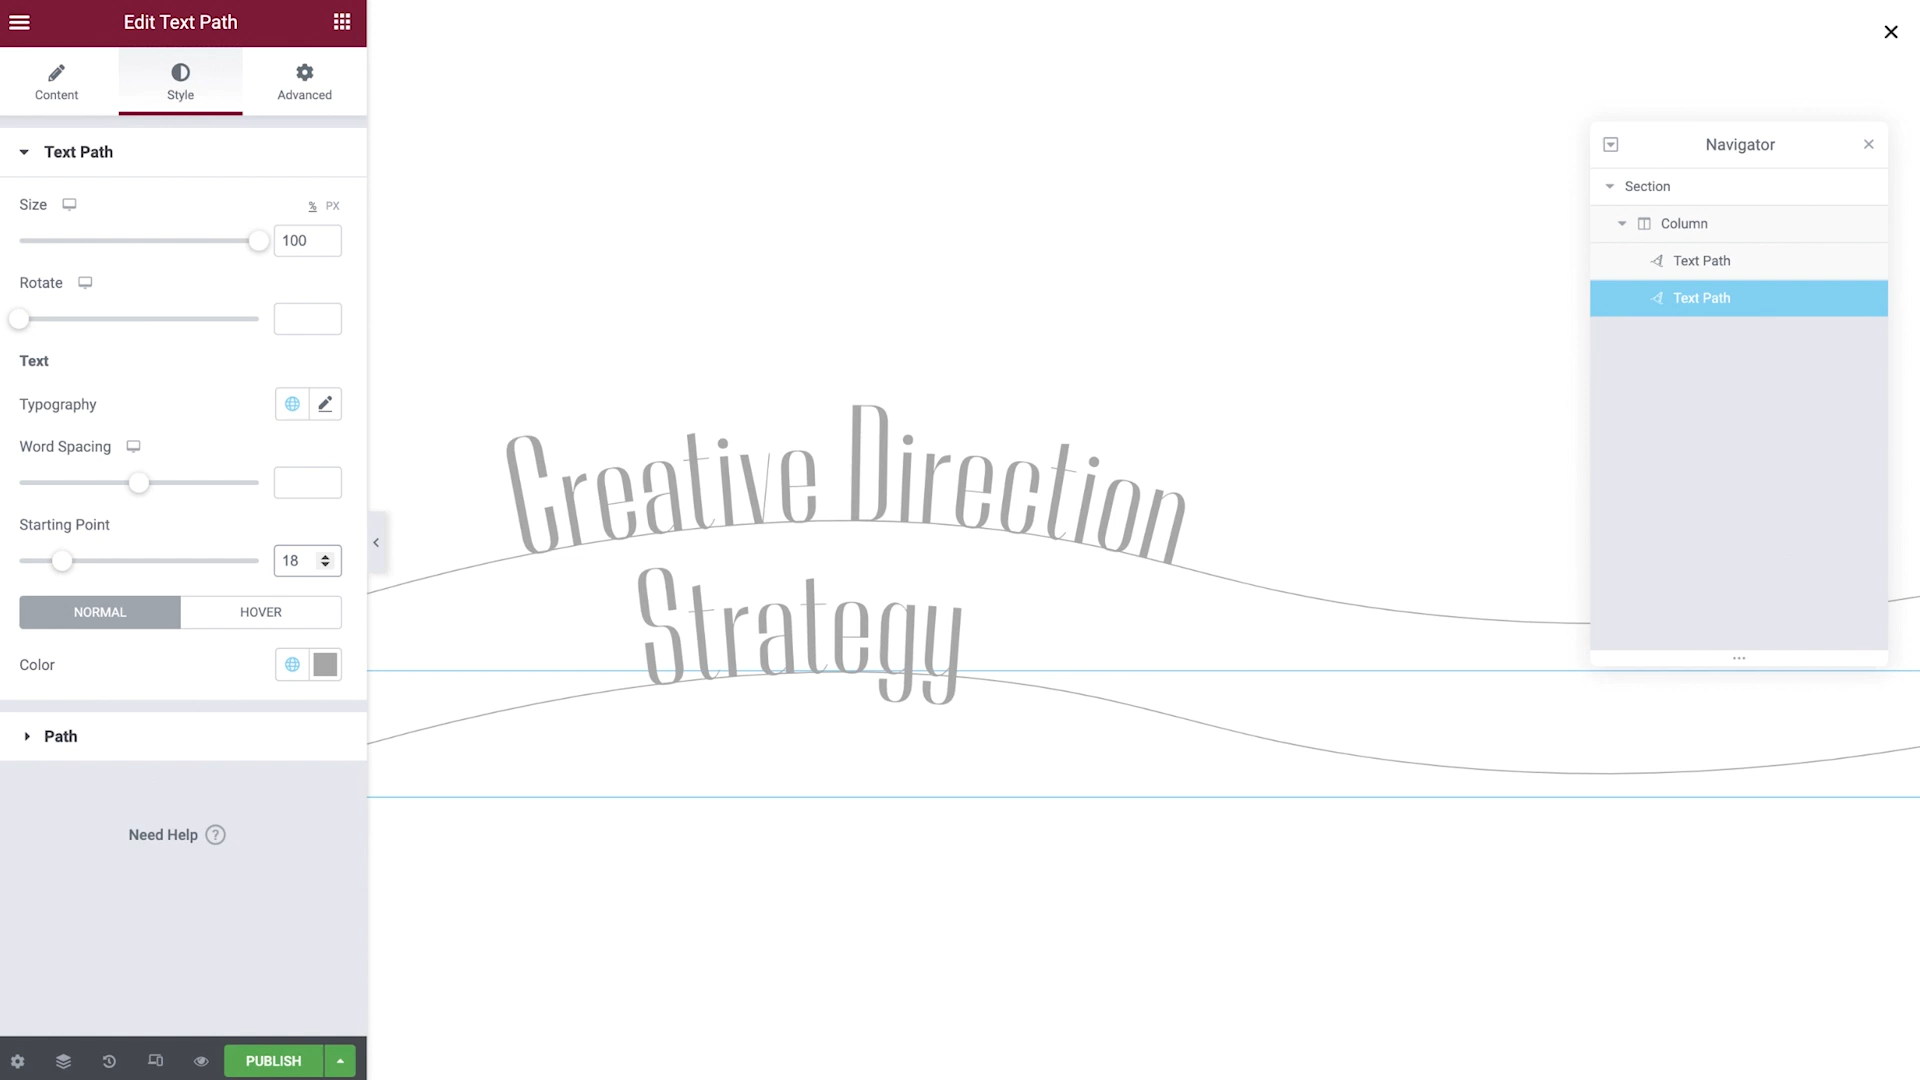 Edit Text Path
Content
Style
Advanced
Text Path
Size
% PX
100
Rotate
Text
Typography
Word Spacing
Starting Point
18
NORMAL
HOVER
Color
Path
Need Help ?
PUBLISH
Creative Direction
Strategy
Navigator
Section
Column
Text Path
Text Path